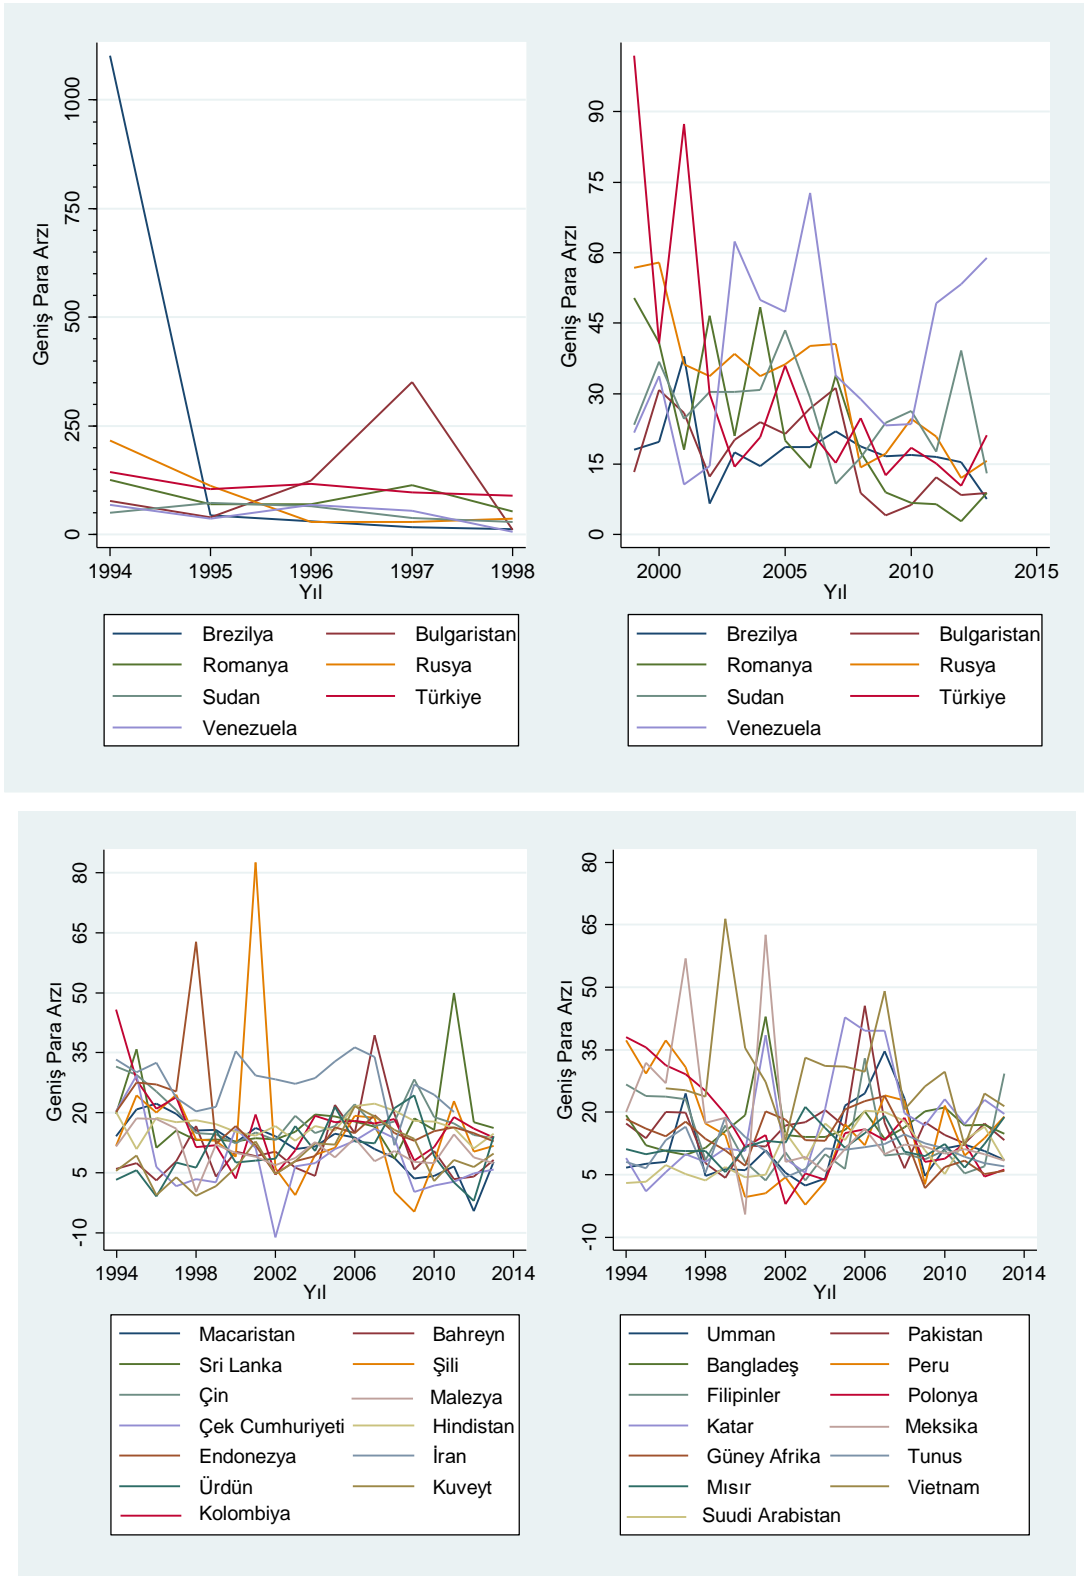 Geniş Para Arzı
1000
750
500
250
0
1994 1995 1996 1997 1998
Yıl
Brezilya Bulgaristan
Romanya Rusya
Sudan Türkiye
Venezuela
Geniş Para Arzı
90
75
60
45
30
15
0
2000 2005 2010 2015
Yıl
Brezilya Bulgaristan
Romanya Rusya
Sudan Türkiye
Venezuela
Geniş Para Arzı
80
65
50
35
20
5
-10
1994 1998 2002 2006 2010 2014
Yıl
Macaristan Bahreyn
Sri Lanka Şili
Çin Malezya
Çek Cumhuriyeti Hindistan
Endonezya İran
Ürdün Kuveyt
Kolombiya
Geniş Para Arzı
80
65
50
35
20
5
-10
1994 1998 2002 2006 2010 2014
Yıl
Umman Pakistan
Bangladeş Peru
Filipinler Polonya
Katar Meksika
Güney Afrika Tunus
Mısır Vietnam
Suudi Arabistan